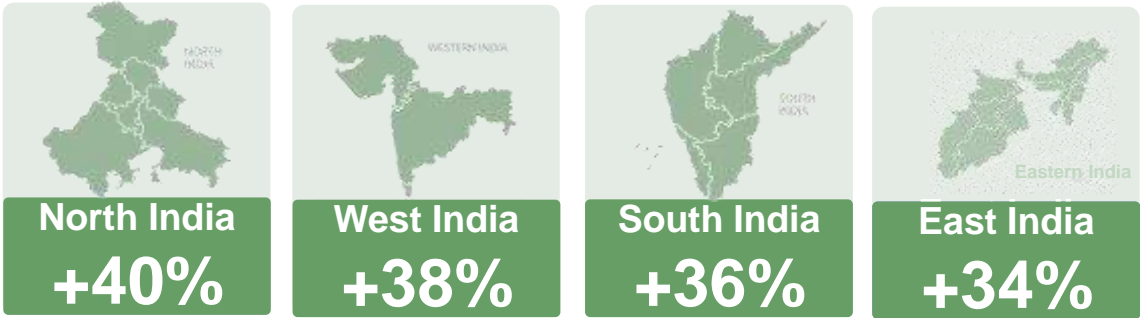 NORTH
INDIA
North India
+40%
WESTERN INDIA
West India
+38%
SOUTH
INDIA
South India
+36%
Eastern India
East India
+34%